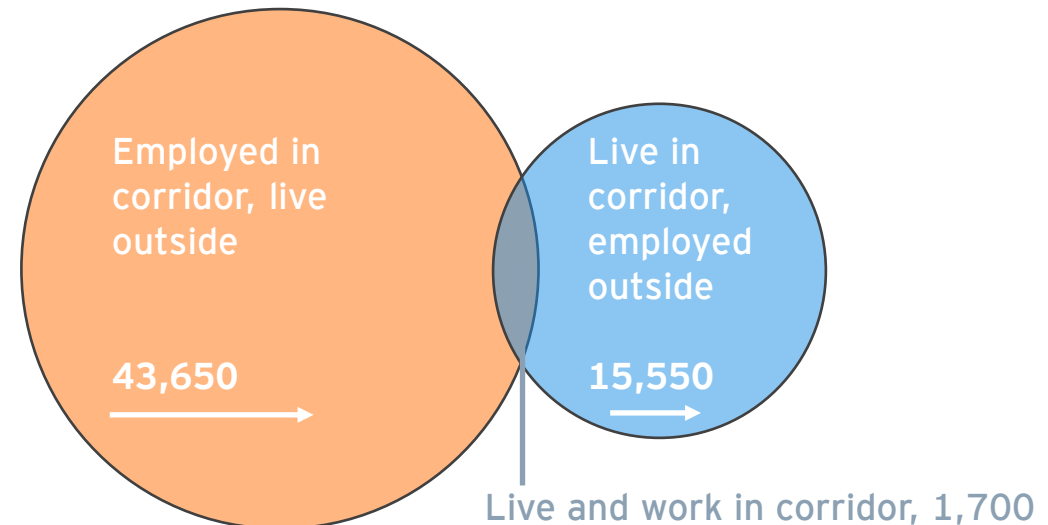 Employed in
corridor, live
outside
43,650
Live in
corridor,
employed
outside
15,550
Live and work in corridor, 1,700